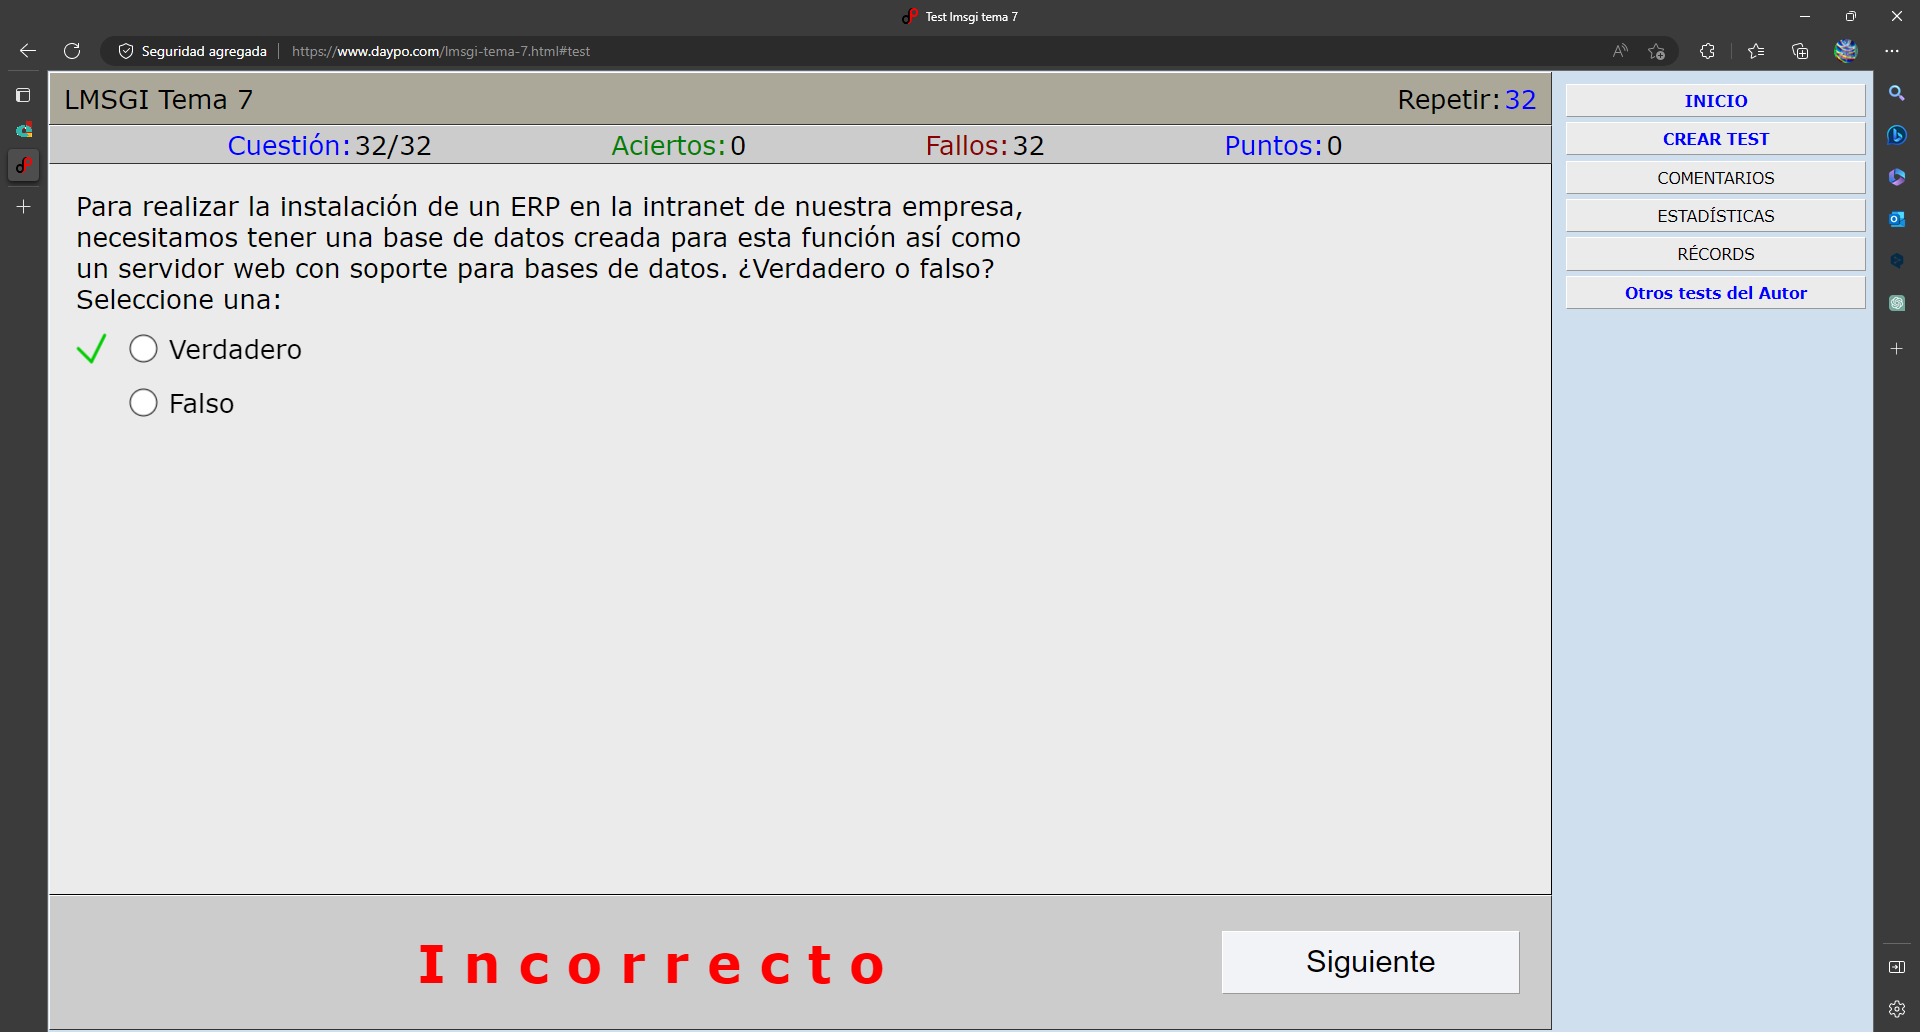 Test lmsgi tema 7
Seguridad agregada
https://www.daypo.com/lmsgi-tema-7.html#test
LMSGI Tema 7
Repetir: 32
Cuestión: 32/32
Aciertos: 0
Fallos: 32
Puntos: 0
Para realizar la instalación de un ERP en la intranet de nuestra empresa,
necesitamos tener una base de datos creada para esta función así como
un servidor web con soporte para bases de datos. ¿Verdadero o falso?
Seleccione una:
Verdadero
Falso
Incorrecto
Siguiente
INICIO
CREAR TEST
COMENTARIOS
ESTADÍSTICAS
RÉCORDS
Otros tests del Autor